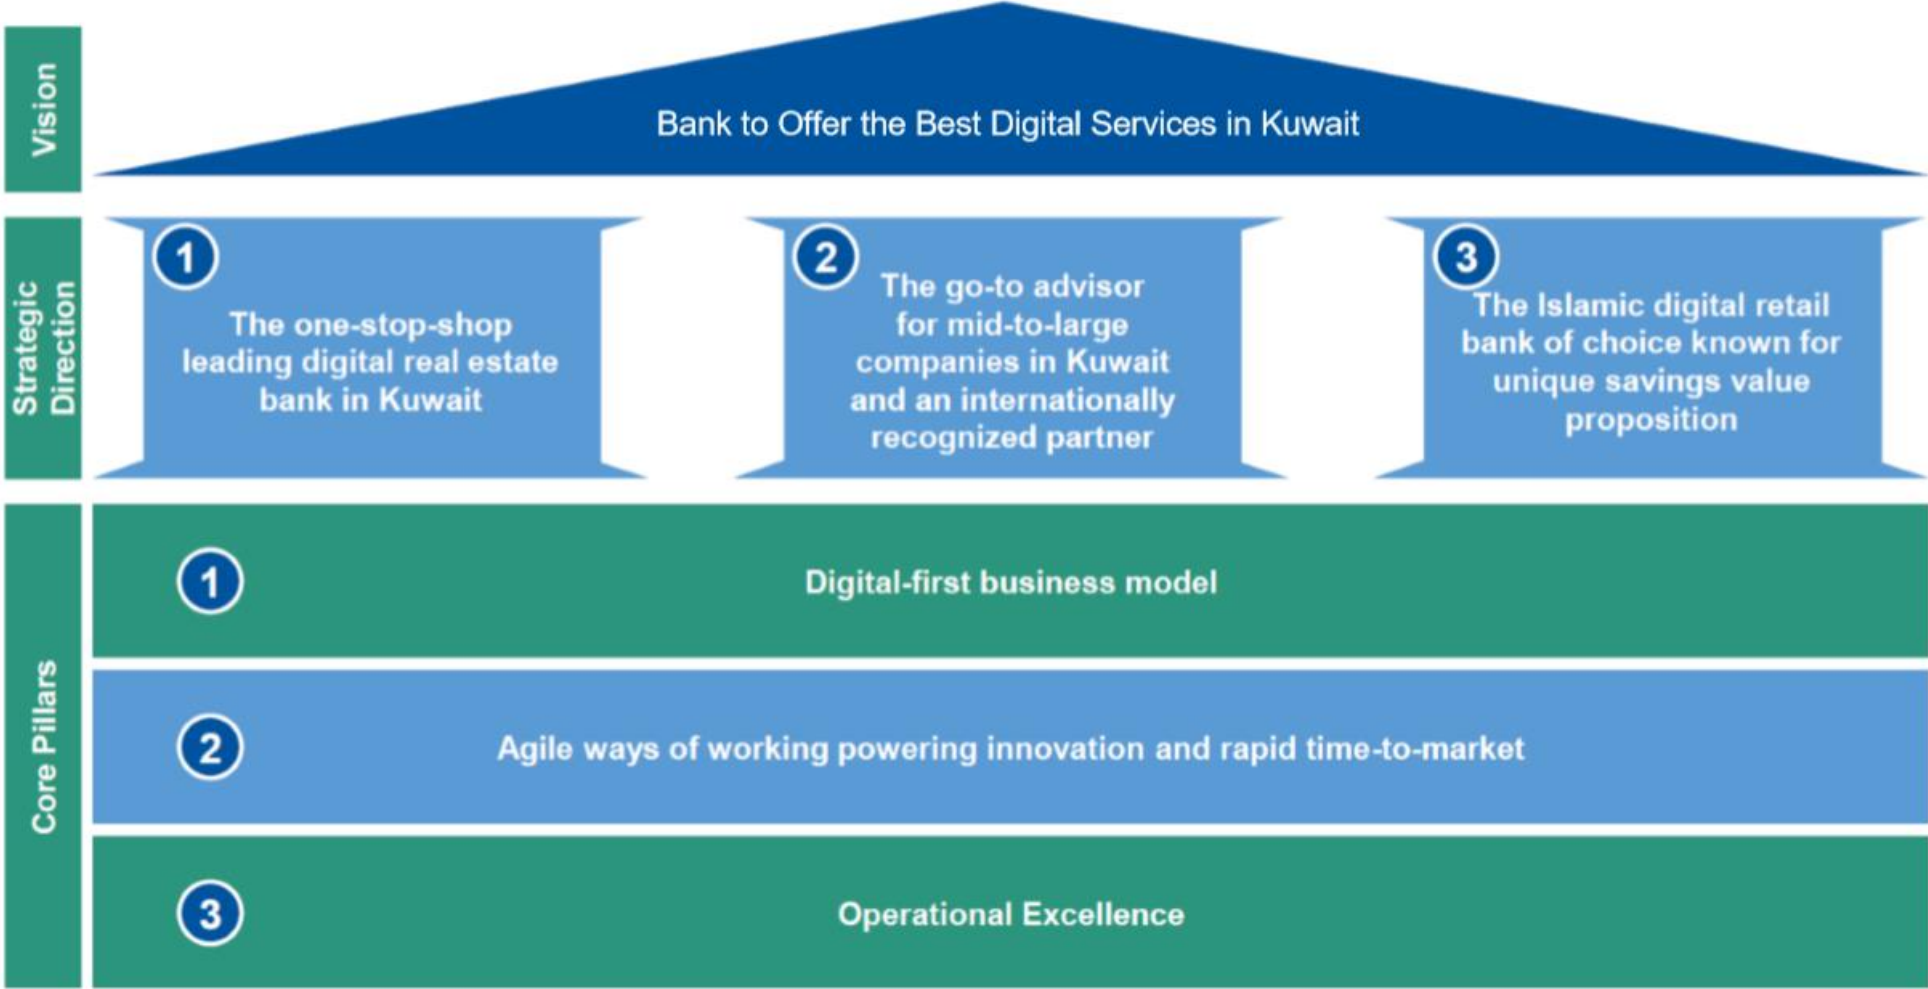 Vision
Bank to Offer the Best Digital Services in Kuwait
Strategic
Direction
1
The one-stop-shop
leading digital real estate
bank in Kuwait
2
The go-to advisor
for mid-to-large
companies in Kuwait
and an internationally
recognized partner
3
The Islamic digital retail
bank of choice known for
unique savings value
proposition
Core Pillars
1
Digital-first business model
2
Agile ways of working powering innovation and rapid time-to-market
3
Operational Excellence